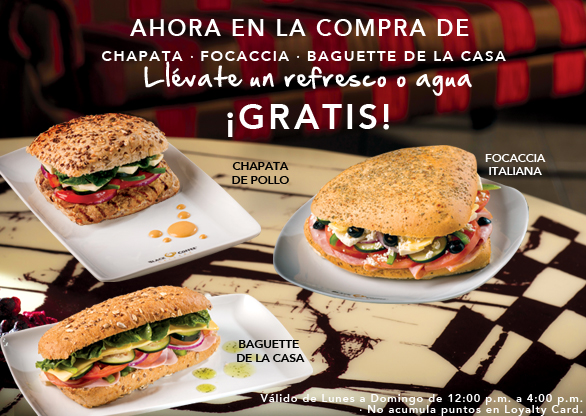 AHORA EN LA COMPRA DE
CHAPATA · FOCACCIA · BAGUETTE DE LA CASA
Llévate un refresco o agua
¡GRATIS!
CHAPATA
DE POLLO
FOCACCIA
ITALIANA
BLACK COFFEE
BAGUETTE
DE LA CASA
Válido de Lunes a Domingo de 12:00 p.m. a 4:00 p.m
· No acumula puntos en Loyalty Card.